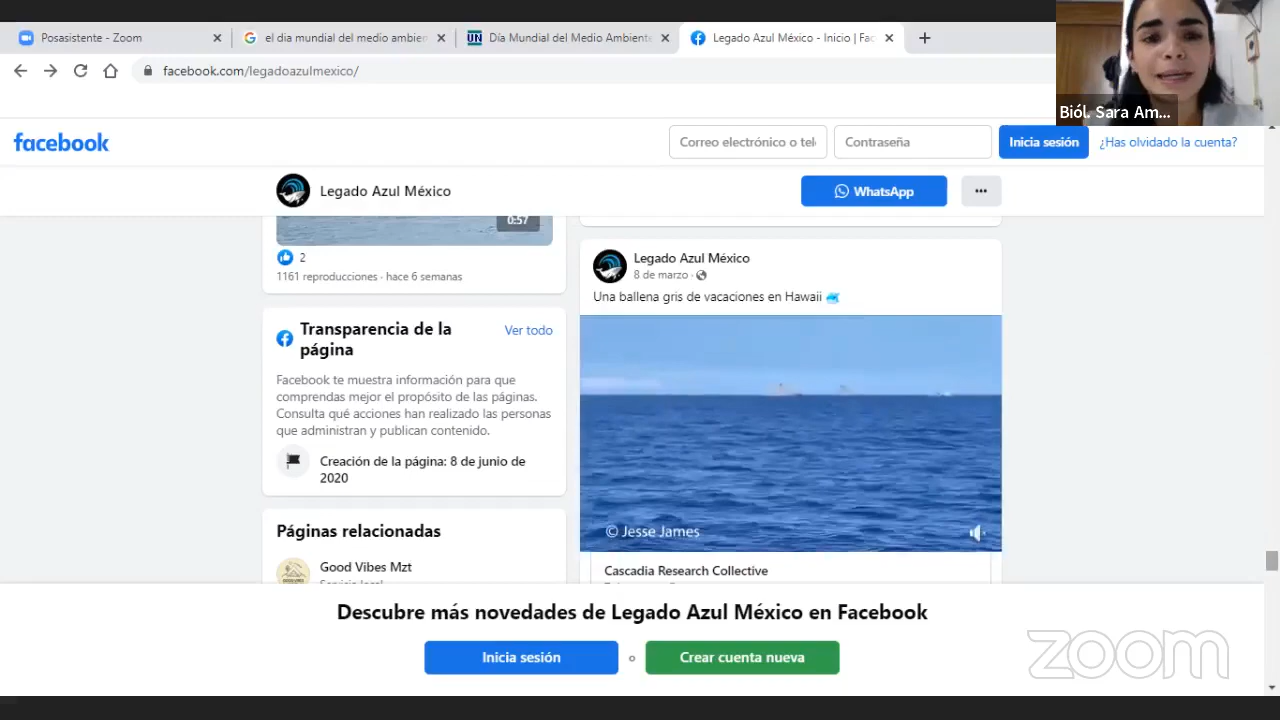 Posasistente - Zoom
el dia mundial del medio ambien
Día Mundial del Medio Ambiente
Legado Azul México - Inicio | Fac
facebook.com/legadoazulmexico/
Biól. Sara Am...
facebook
Correo electrónico o tel
Contraseña
Inicia sesión
¿Has olvidado la cuenta?
Legado Azul México
WhatsApp
0:57
2
1161 reproducciones · hace 6 semanas
Transparencia de la
página
Ver todo
Facebook te muestra información para que
comprendas mejor el propósito de las páginas.
Consulta qué acciones han realizado las personas
que administran y publican contenido.
Creación de la página: 8 de junio de
2020
Páginas relacionadas
Good Vibes Mzt
Servicio local
Legado Azul México
8 de marzo ·
Una ballena gris de vacaciones en Hawaii
© Jesse James
Cascadia Research Collective
Descubre más novedades de Legado Azul México en Facebook
Inicia sesión
o
Crear cuenta nueva
zoom